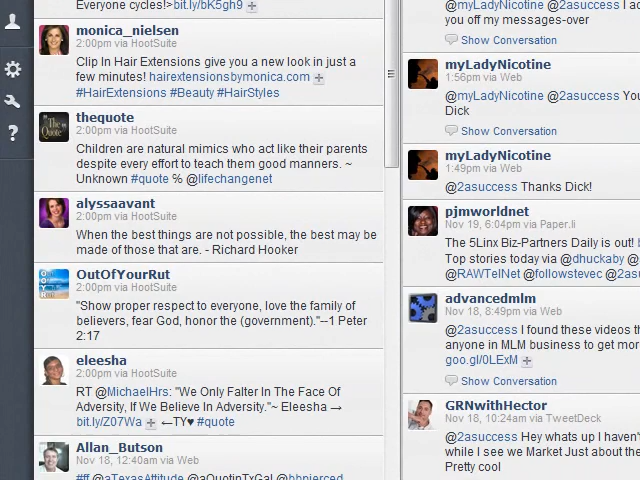 Everyone cycles!>bit.ly/bK5gh9
monica_nielsen
2:00pm via HootSuite
Clip In Hair Extensions give you a new look in just a
few minutes! hairextensionsbymonica.com
#HairExtensions #Beauty #HairStyles
thequote
2:00pm via HootSuite
Children are natural mimics who act like their parents
despite every effort to teach them good manners. ~
Unknown #quote ℅ @lifechangenet
alyssaavant
2:00pm via HootSuite
When the best things are not possible, the best may be
made of those that are. - Richard Hooker
OutOfYourRut
2:00pm via HootSuite
"Show proper respect to everyone, love the family of
believers, fear God, honor the (government)."--1 Peter
2:17
eleesha
2:00pm via HootSuite
RT @MichaelHrs: "We Only Falter In The Face Of
Adversity, If We Believe In Adversity."~ Eleesha →
bit.ly/Z07Wa ←TY♥ #quote
Allan_Butson
Nov 18, 12:40am via Web
#ff @aTexasAttitude @aQuotinTxGal @bbpierced
@myLadyNicotine @2asuccess I a
you off my messages-over
Show Conversation
myLadyNicotine
1:56pm via Web
@myLadyNicotine @2asuccess You
Dick
Show Conversation
myLadyNicotine
1:49pm via Web
@2asuccess Thanks Dick!
pjmworldnet
Nov 19, 6:04pm via Paper.li
The 5Linx Biz-Partners Daily is out!
Top stories today via @dhuckaby @
@RAWTelNet @followstevec @2asu
advancedmlm
Nov 18, 8:49pm via Web
@2asuccess I found these videos th
anyone in MLM business to get more
goo.gl/0LExM
Show Conversation
GRNwithHector
Nov 18, 10:24am via TweetDeck
@2asuccess Hey whats up I haven't
while I see we Market Just about the
Pretty cool